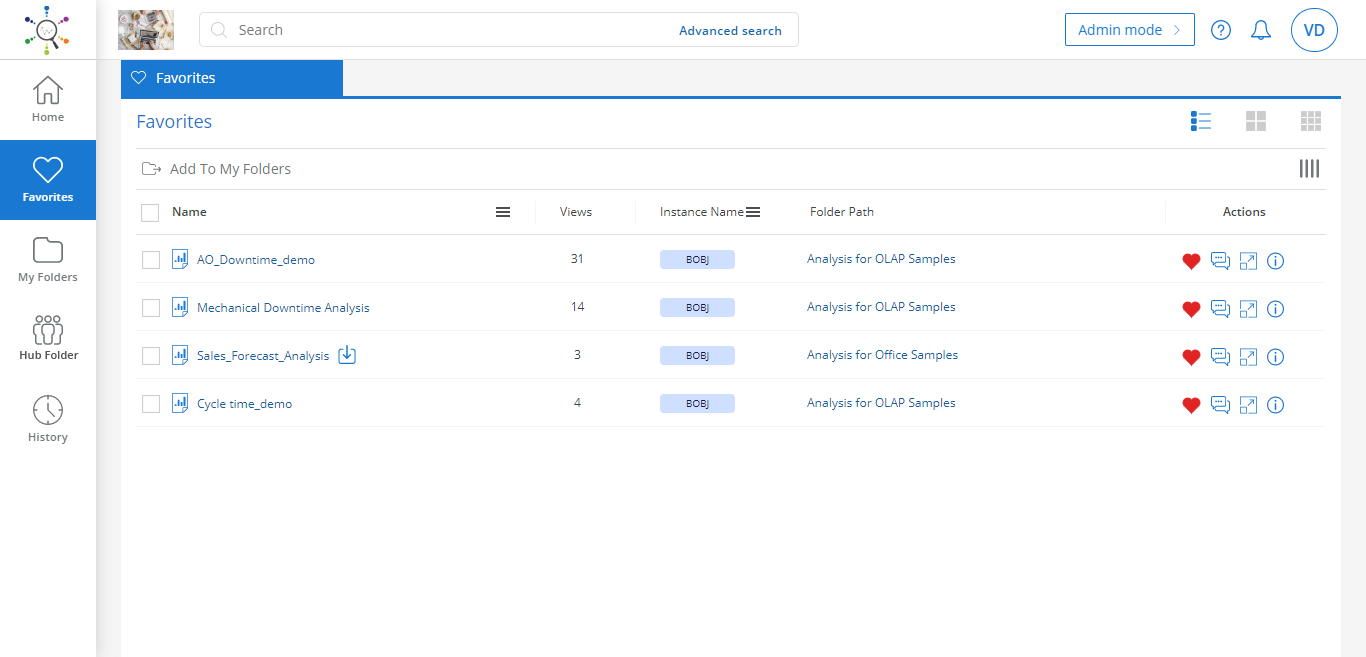 Search
Advanced search
Admin mode
VD
Home
Favorites
My Folders
Hub Folder
History
Favorites
Favorites
Add To My Folders
Name Views Instance Name Folder Path Actions
AO_Downtime_demo 31 BOBJ Analysis for OLAP Samples
Mechanical Downtime Analysis 14 BOBJ Analysis for OLAP Samples
Sales_Forecast_Analysis 3 BOBJ Analysis for Office Samples
Cycle time_demo 4 BOBJ Analysis for OLAP Samples